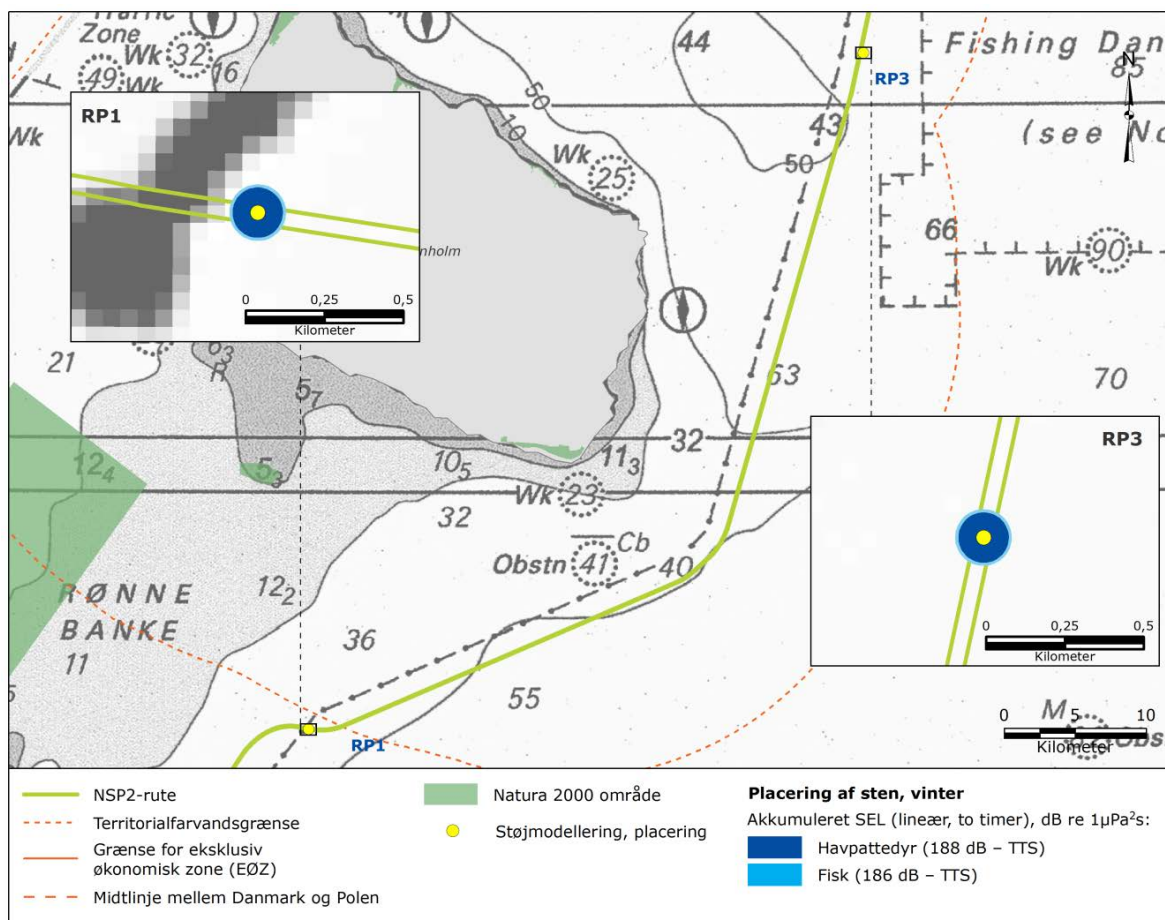 Traffic
Zone
Wk
32
16
49
Wk
Wk
44
Fishing Dan
85
N
RP3
50
10
43
(see No
50
Wk
25
RP1
66
Wk
90
nholm
0 0,25 0,5
Kilometer
63
R
21
5₇
63
70
32
11₃
RP3
12₄
5₃
10₅
Wk
23
32
Cb
Obstn
41
40
12₂
RØNNE
BANKE
11
36
55
0 0,25 0,5
Kilometer
M
0 5 10
Kilometer
Obs
RP1
NSP2-rute
Territorialfarvandsgrænse
Grænse for eksklusiv
økonomisk zone (EØZ)
Midtlinje mellem Danmark og Polen
Natura 2000 område
Støjmodellering, placering
Placering af sten, vinter
Akkumuleret SEL (lineær, to timer), dB re 1µPa²s:
Havpattedyr (188 dB – TTS)
Fisk (186 dB – TTS)